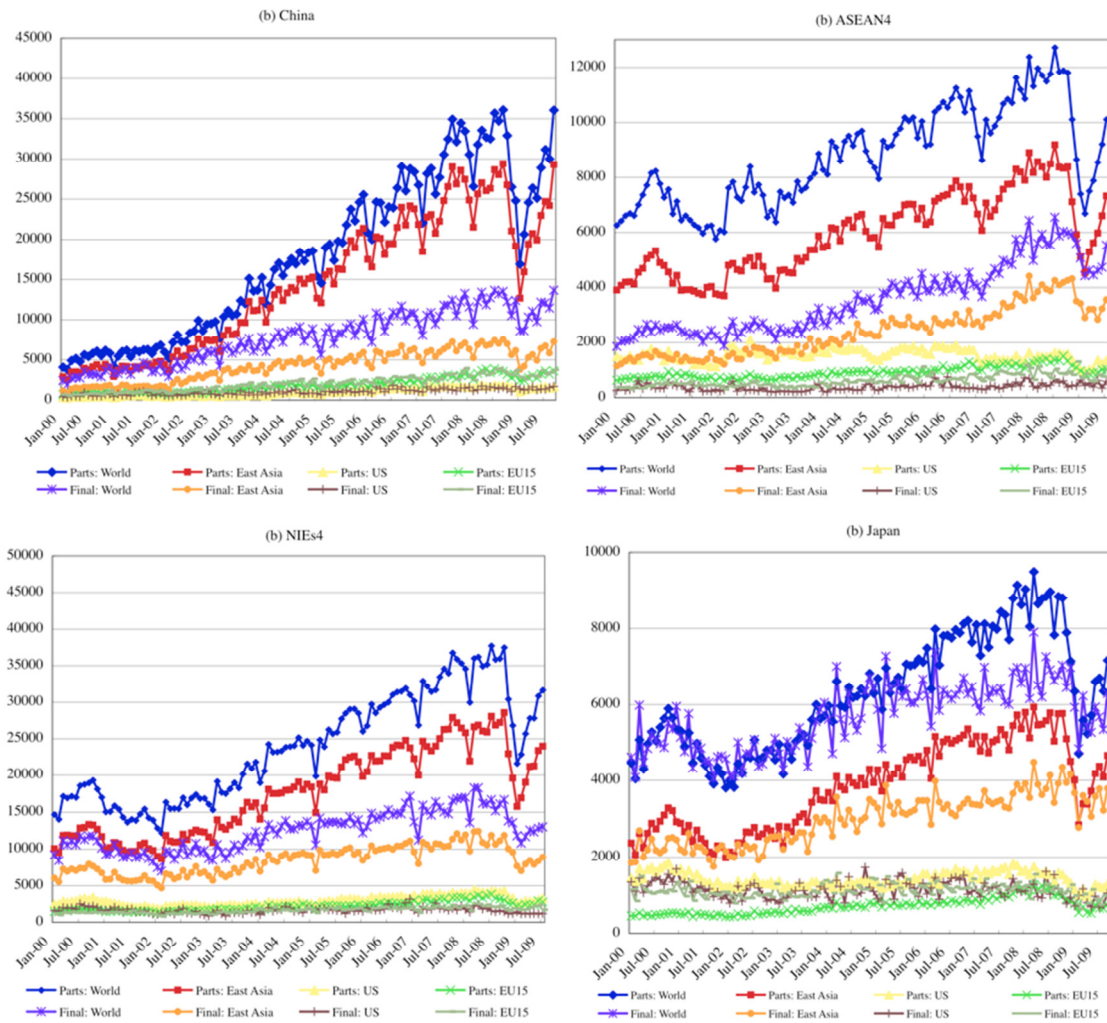 (b) China
45000
40000
35000
30000
25000
20000
15000
10000
5000
0
Jan-00
Jul-00
Jan-01
Jul-01
Jan-02
Jul-02
Jan-03
Jul-03
Jan-04
Jul-04
Jan-05
Jul-05
Jan-06
Jul-06
Jan-07
Jul-07
Jan-08
Jul-08
Jan-09
Jul-09
Parts: World Parts: East Asia Parts: US Parts: EU15
Final: World Final: East Asia Final: US Final: EU15
(b) ASEAN4
12000
10000
8000
6000
4000
2000
0
Jan-00
Jul-00
Jan-01
Jul-01
Jan-02
Jul-02
Jan-03
Jul-03
Jan-04
Jul-04
Jan-05
Jul-05
Jan-06
Jul-06
Jan-07
Jul-07
Jan-08
Jul-08
Jan-09
Jul-09
Parts: World Parts: East Asia Parts: US Parts: EU15
Final: World Final: East Asia Final: US Final: EU15
(b) NIEs4
50000
45000
40000
35000
30000
25000
20000
15000
10000
5000
0
Jan-00
Jul-00
Jan-01
Jul-01
Jan-02
Jul-02
Jan-03
Jul-03
Jan-04
Jul-04
Jan-05
Jul-05
Jan-06
Jul-06
Jan-07
Jul-07
Jan-08
Jul-08
Jan-09
Jul-09
Parts: World Parts: East Asia Parts: US Parts: EU15
Final: World Final: East Asia Final: US Final: EU15
(b) Japan
10000
8000
6000
4000
2000
0
Jan-00
Jul-00
Jan-01
Jul-01
Jan-02
Jul-02
Jan-03
Jul-03
Jan-04
Jul-04
Jan-05
Jul-05
Jan-06
Jul-06
Jan-07
Jul-07
Jan-08
Jul-08
Jan-09
Jul-09
Parts: World Parts: East Asia Parts: US Parts: EU15
Final: World Final: East Asia Final: US Final: EU15